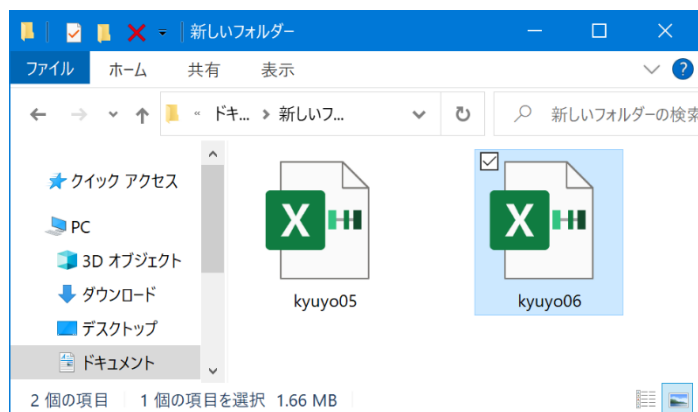 新しいフォルダー
ファイル ホーム 共有 表示
« ドキ... › 新しいフ... 新しいフォルダーの検索
クイック アクセス
PC
3D オブジェクト
ダウンロード
デスクトップ
ドキュメント
kyuyo05 kyuyo06
2 個の項目 1 個の項目を選択 1.66 MB